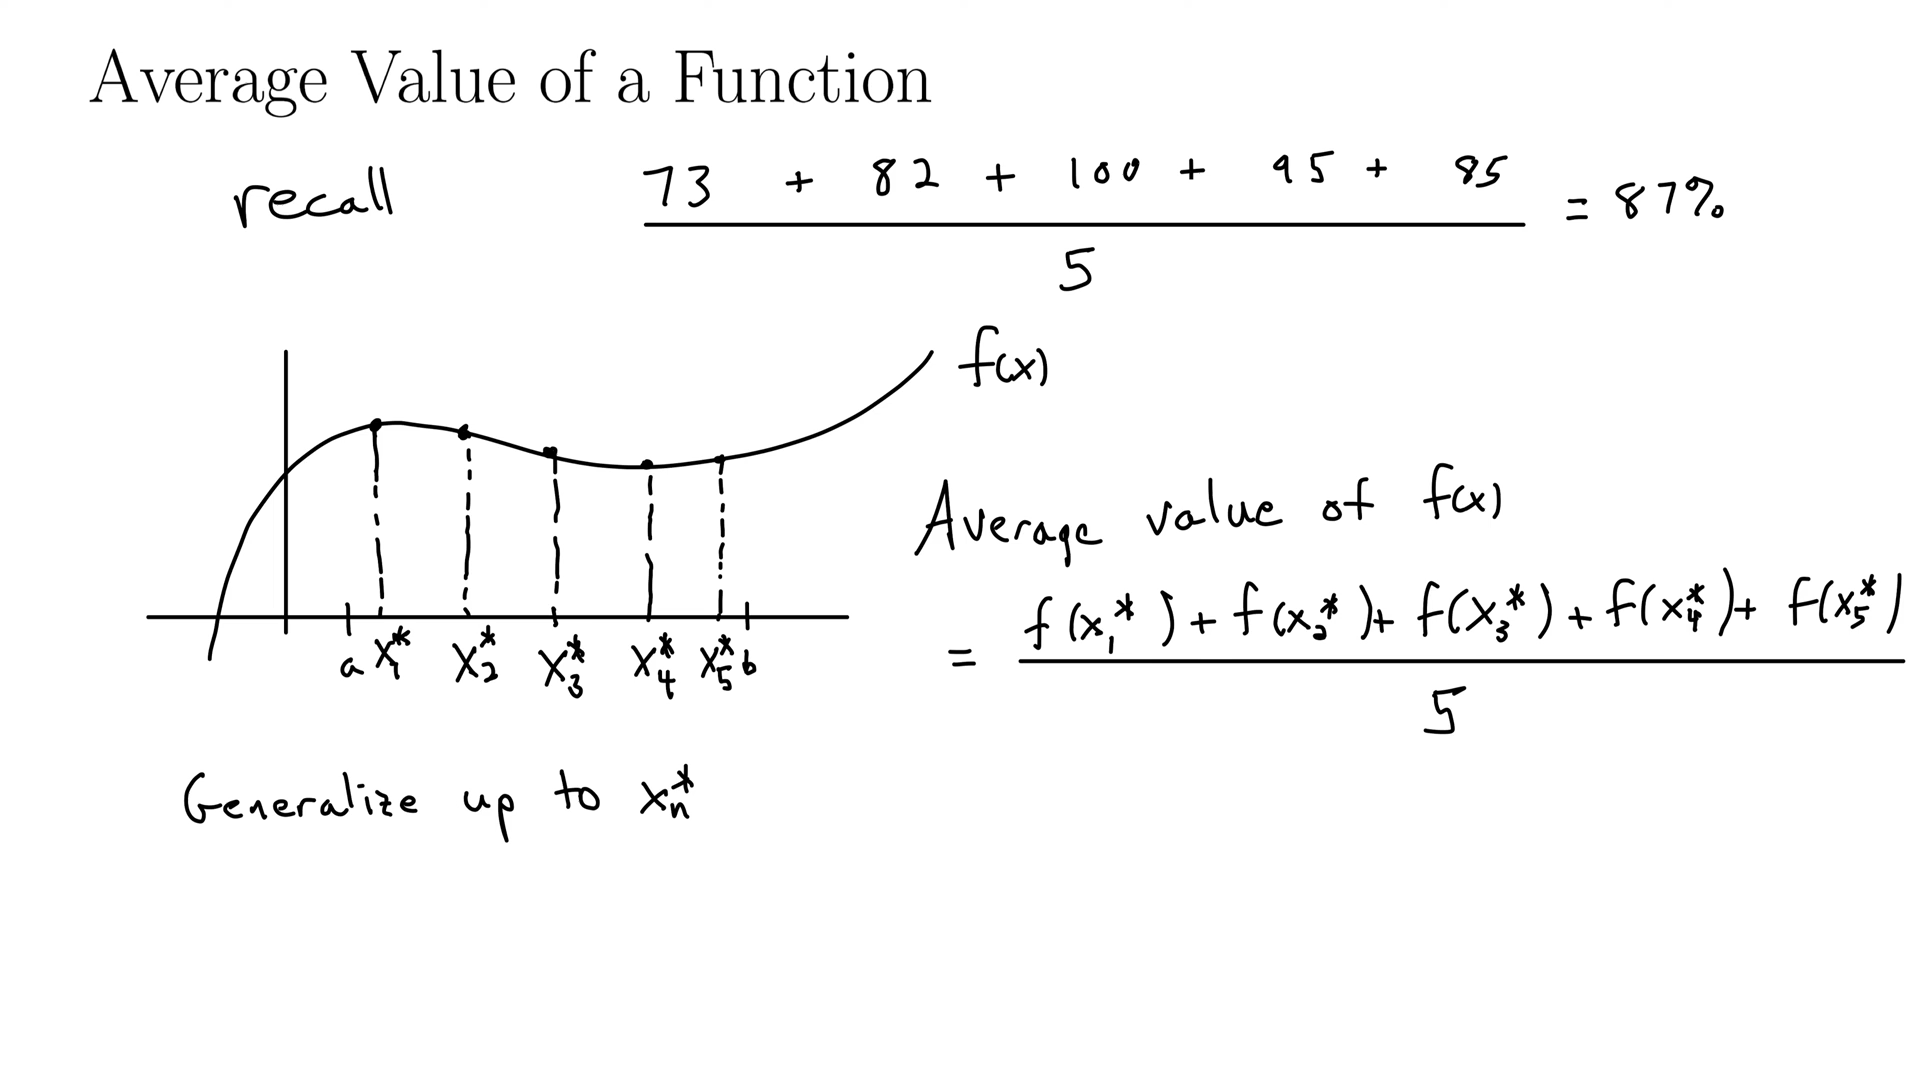 Average Value of a Function
recall
73 + 82 + 100 + 95 + 85
= 87%
5
f(x)
Average value of f(x)
= f(x₁*) + f(x₂*) + f(x₃*) + f(x₄*) + f(x₅*)
5
a x₁* x₂* x₃* x₄* x₅* b
Generalize up to xₙ*